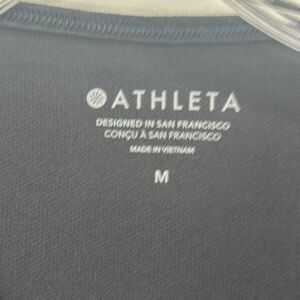 ATHLETA
DESIGNED IN SAN FRANCISCO
CONÇU À SAN FRANCISCO
MADE IN VIETNAM
M